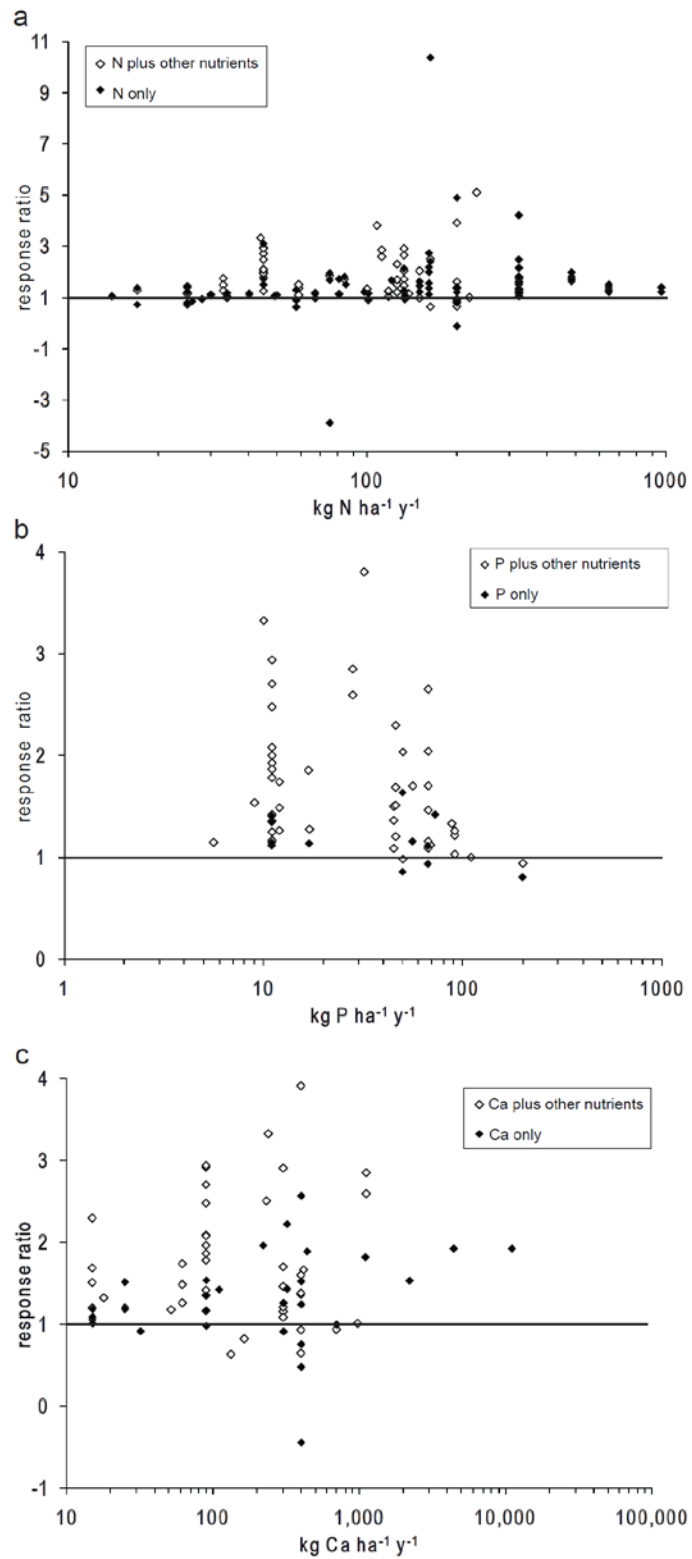 a
11
9
7
5
3
1
-1
-3
-5
response ratio
N plus other nutrients
N only
10
100
1000
kg N ha⁻¹ y⁻¹
b
4
3
2
1
0
response ratio
P plus other nutrients
P only
1
10
100
1000
kg P ha⁻¹ y⁻¹
c
4
3
2
1
0
-1
response ratio
Ca plus other nutrients
Ca only
10
100
1,000
10,000
100,000
kg Ca ha⁻¹ y⁻¹